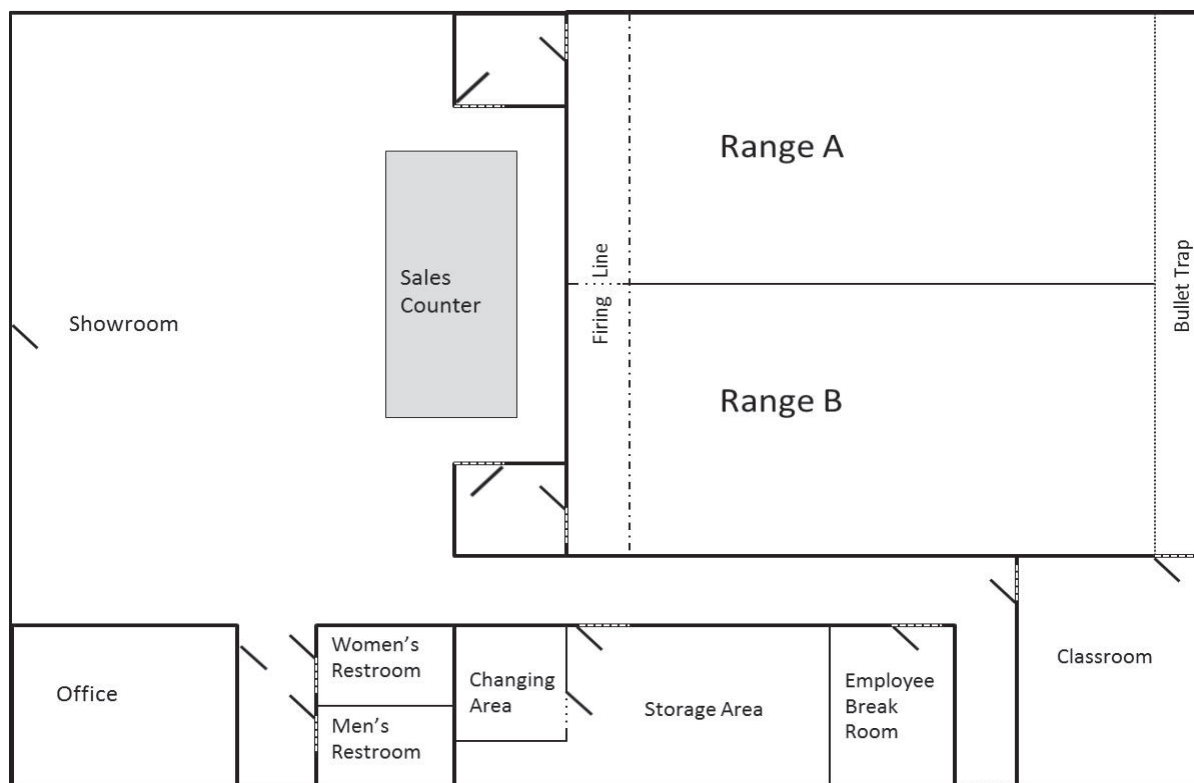 Range A
Firing Line
Sales
Counter
Showroom
Bullet Trap
Range B
Office
Women's
Restroom
Men's
Restroom
Changing
Area
Storage Area
Employee
Break
Room
Classroom